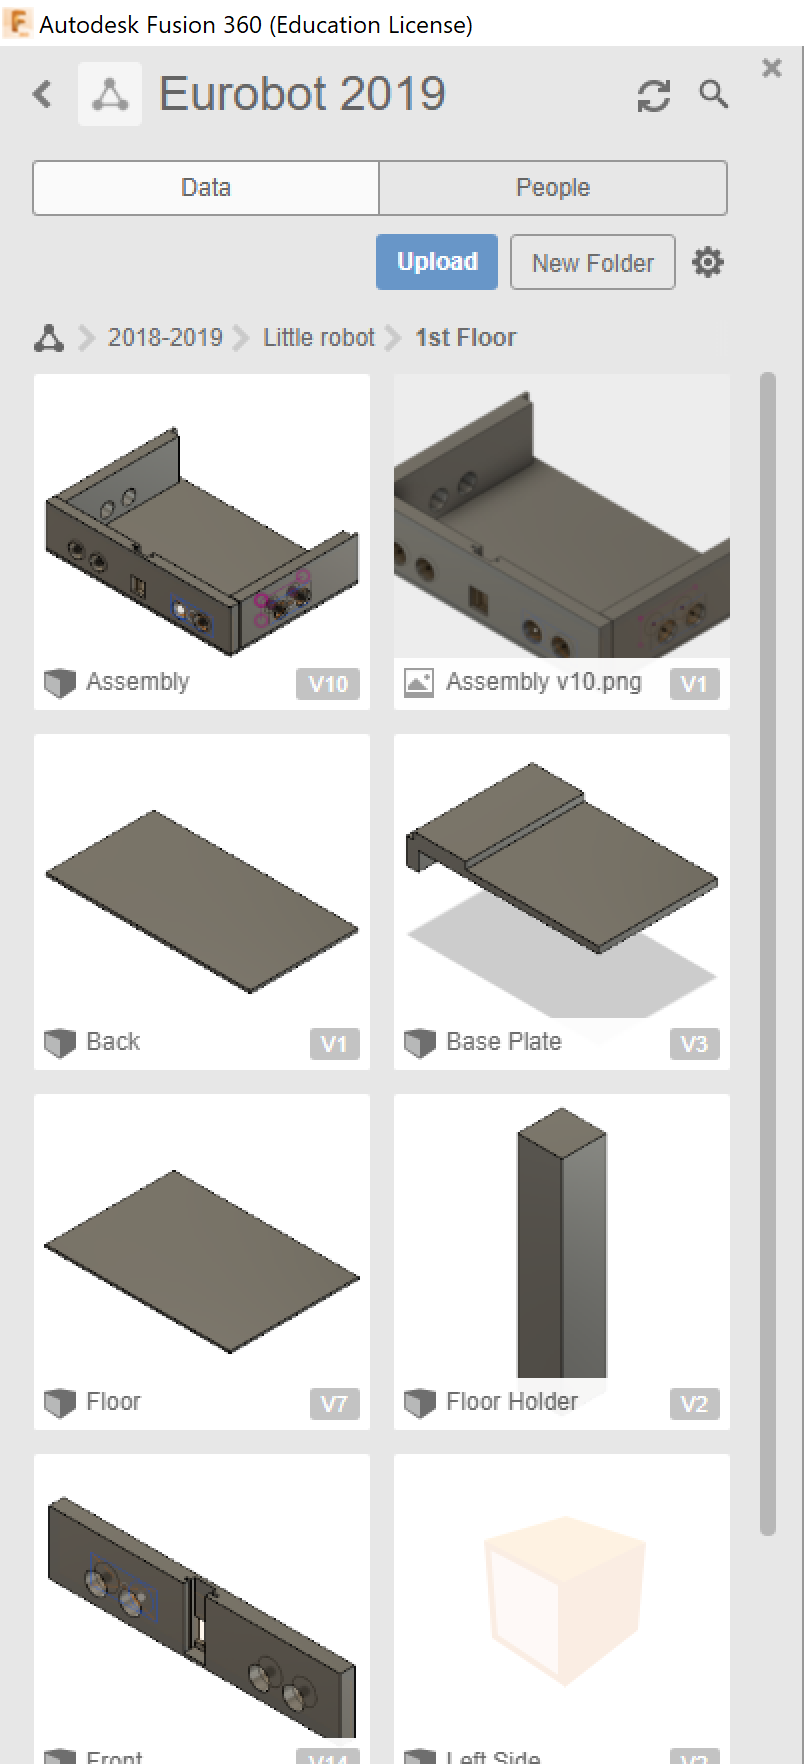 Autodesk Fusion 360 (Education License)
Eurobot 2019
Data People
Upload New Folder
2018-2019 Little robot 1st Floor
Assembly V10
Assembly v10.png V1
Back V1
Base Plate V3
Floor V7
Floor Holder V2
Front V14
Left Side